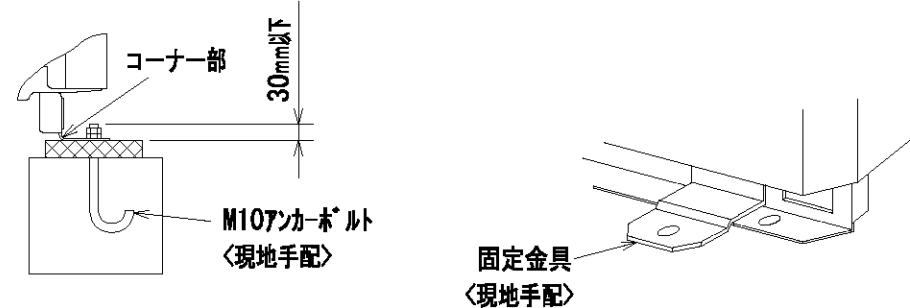 コーナー部
30mm以下
M10アンカーボルト
〈現地手配〉
固定金具
〈現地手配〉